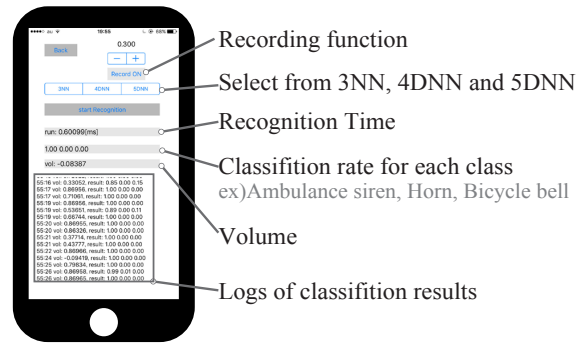 au 19:55 68%
Back
0.300
− +
Record ON
3NN 4DNN 5DNN
start Recognition
run: 0.60099[ms]
1.00 0.00 0.00
vol: -0.08387
55:16 vol: 0.33052, result: 0.85 0.00 0.15
55:17 vol: 0.86956, result: 1.00 0.00 0.00
55:17 vol: 0.71061, result: 1.00 0.00 0.00
55:19 vol: 0.86956, result: 1.00 0.00 0.00
55:19 vol: 0.53651, result: 0.89 0.00 0.11
55:19 vol: 0.68744, result: 1.00 0.00 0.00
55:20 vol: 0.86955, result: 1.00 0.00 0.00
55:20 vol: 0.86326, result: 1.00 0.00 0.00
55:21 vol: 0.37714, result: 1.00 0.00 0.00
55:21 vol: 0.43777, result: 1.00 0.00 0.00
55:22 vol: 0.86966, result: 1.00 0.00 0.00
55:24 vol: -0.09419, result: 1.00 0.00 0.00
55:25 vol: 0.79834, result: 1.00 0.00 0.00
55:26 vol: 0.86958, result: 0.99 0.01 0.00
55:26 vol: 0.86965, result: 1.00 0.00 0.00
Recording function
Select from 3NN, 4DNN and 5DNN
Recognition Time
Classifition rate for each class
ex)Ambulance siren, Horn, Bicycle bell
Volume
Logs of classifition results